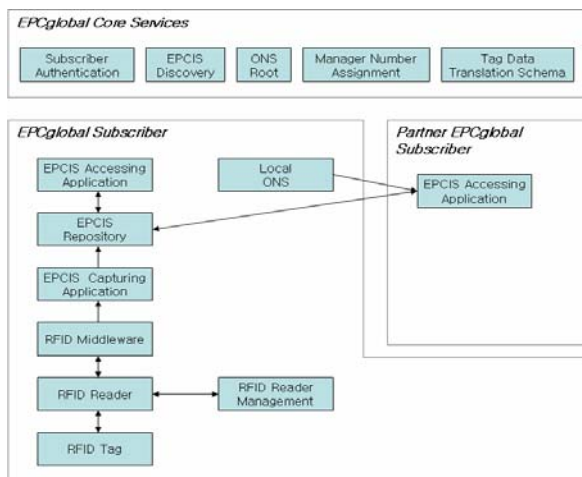 EPCglobal Core Services
Subscriber
Authentication
EPCIS
Discovery
ONS
Root
Manager Number
Assignment
Tag Data
Translation Schema
EPCglobal Subscriber
Partner EPCglobal
Subscriber
EPCIS Accessing
Application
Local
ONS
EPCIS Accessing
Application
EPCIS
Repository
EPCIS Capturing
Application
RFID Middleware
RFID Reader
RFID Reader
Management
RFID Tag